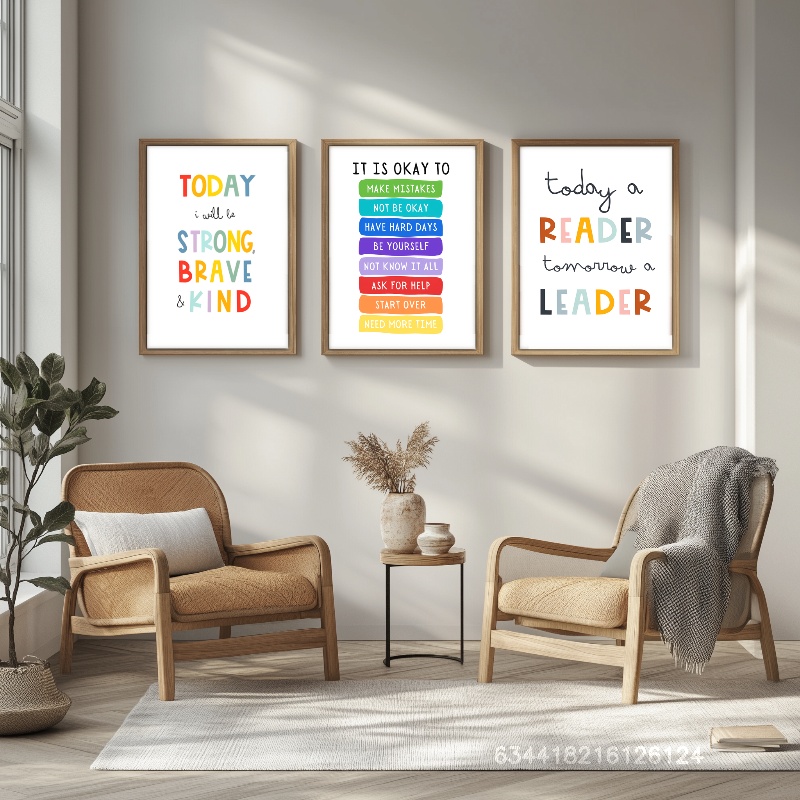 TODAY
i will be
STRONG,
BRAVE
& KIND
IT IS OKAY TO
MAKE MISTAKES
NOT BE OKAY
HAVE HARD DAYS
BE YOURSELF
NOT KNOW IT ALL
ASK FOR HELP
START OVER
NEED MORE TIME
today a
READER
tomorrow a
LEADER
634418216126124